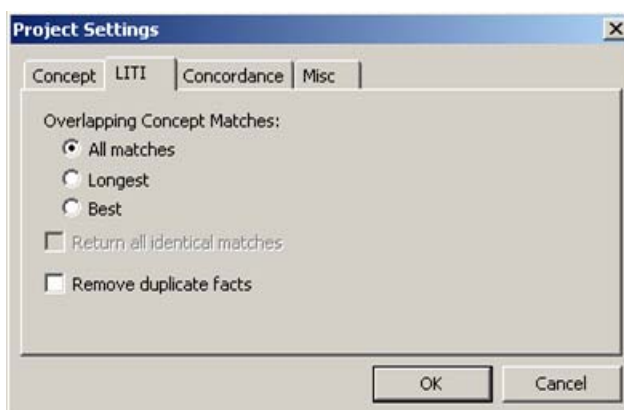 Project Settings
Concept LITI Concordance Misc
Overlapping Concept Matches:
All matches
Longest
Best
Return all identical matches
Remove duplicate facts
OK Cancel